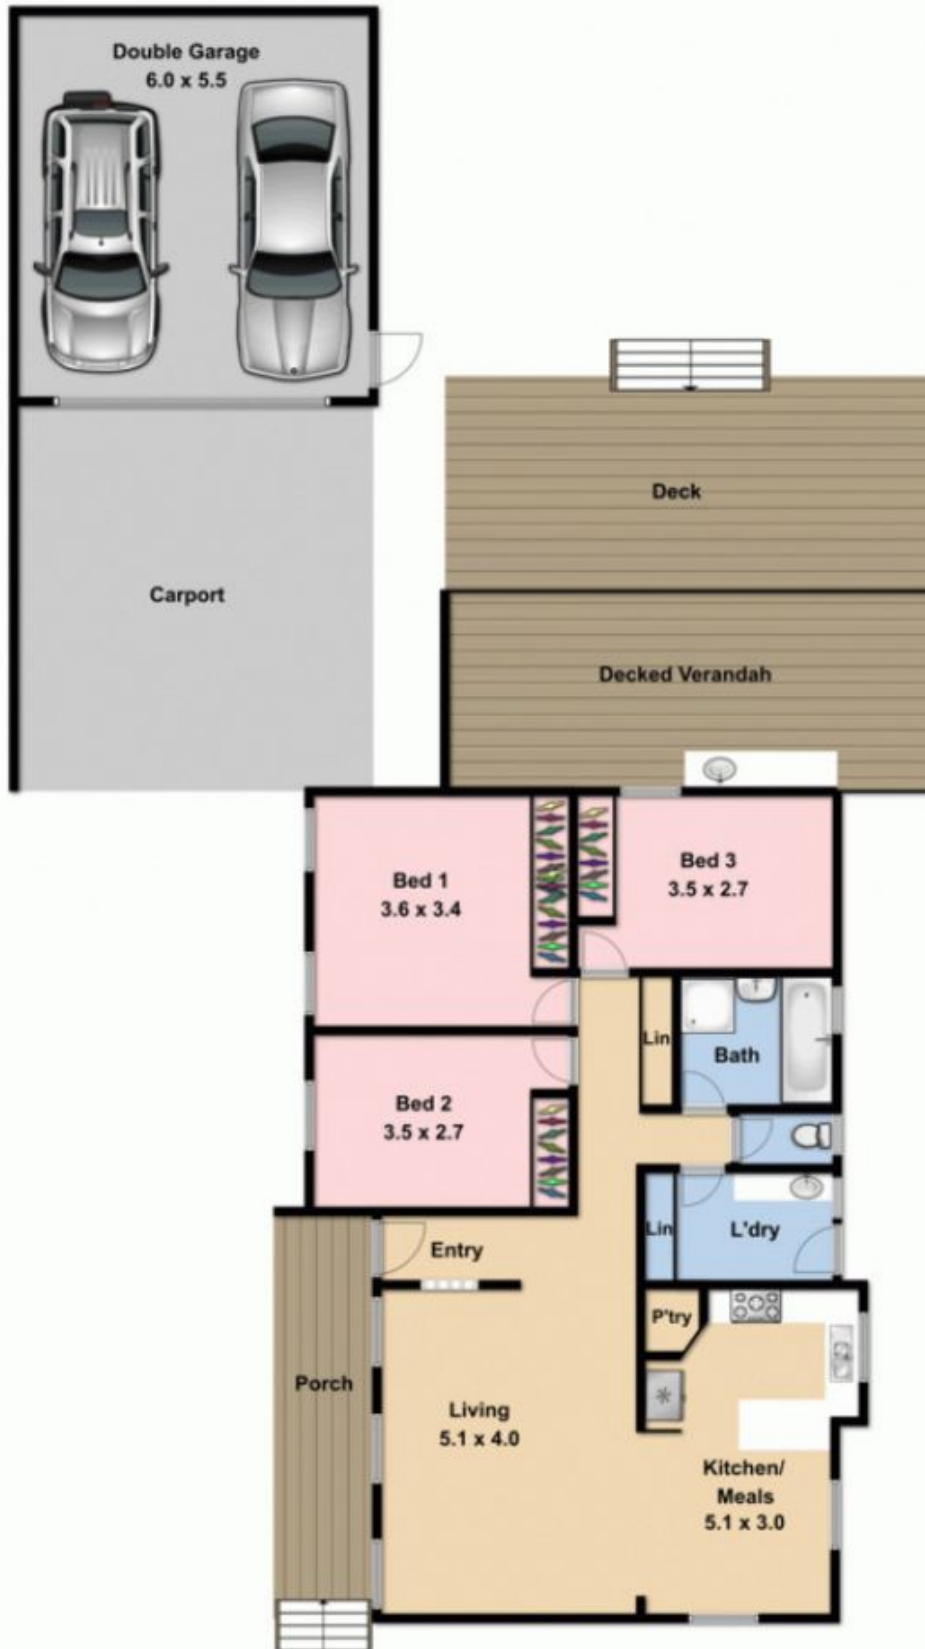 Double Garage
6.0 x 5.5
Carport
Deck
Decked Verandah
Bed 1
3.6 x 3.4
Bed 3
3.5 x 2.7
Lin
Bath
Bed 2
3.5 x 2.7
Lin
L'dry
Entry
P'try
Porch
Living
5.1 x 4.0
Kitchen/
Meals
5.1 x 3.0